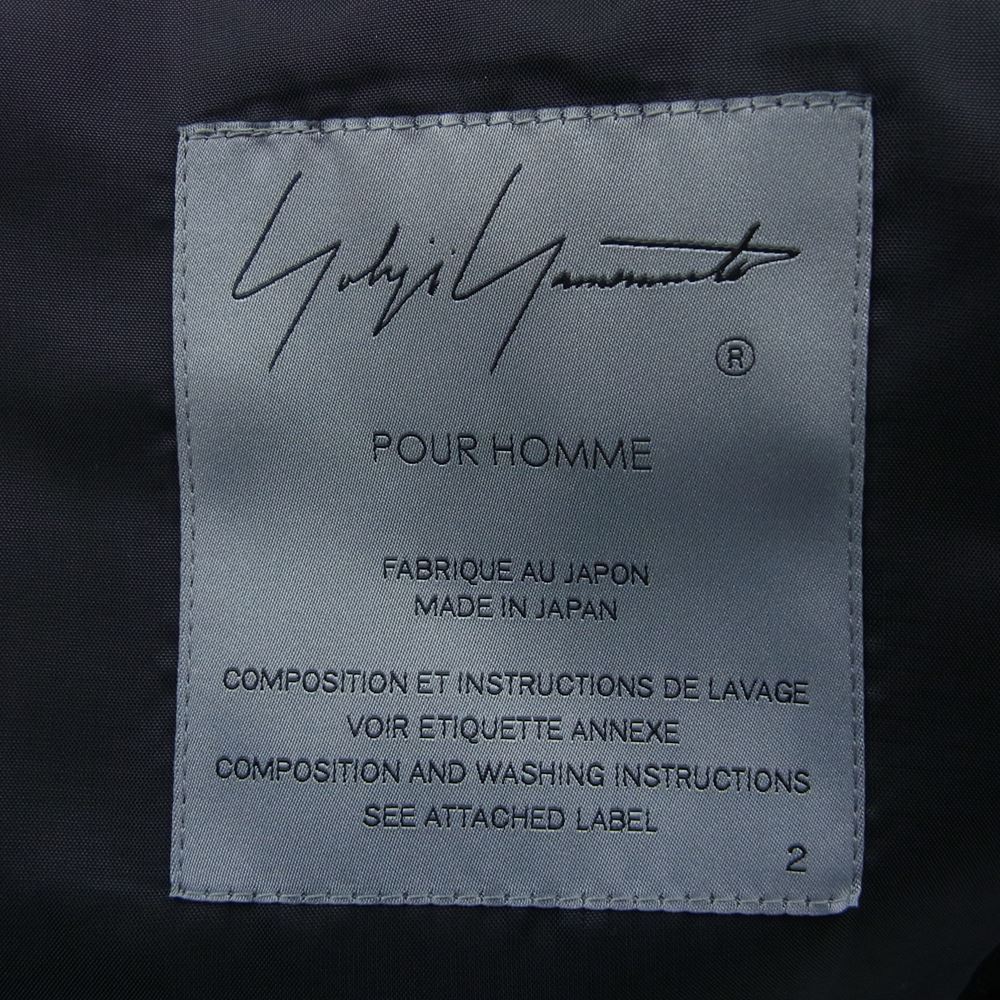 Yohji Yamamoto
®
POUR HOMME
FABRIQUE AU JAPON
MADE IN JAPAN
COMPOSITION ET INSTRUCTIONS DE LAVAGE
VOIR ETIQUETTE ANNEXE
COMPOSITION AND WASHING INSTRUCTIONS
SEE ATTACHED LABEL
2